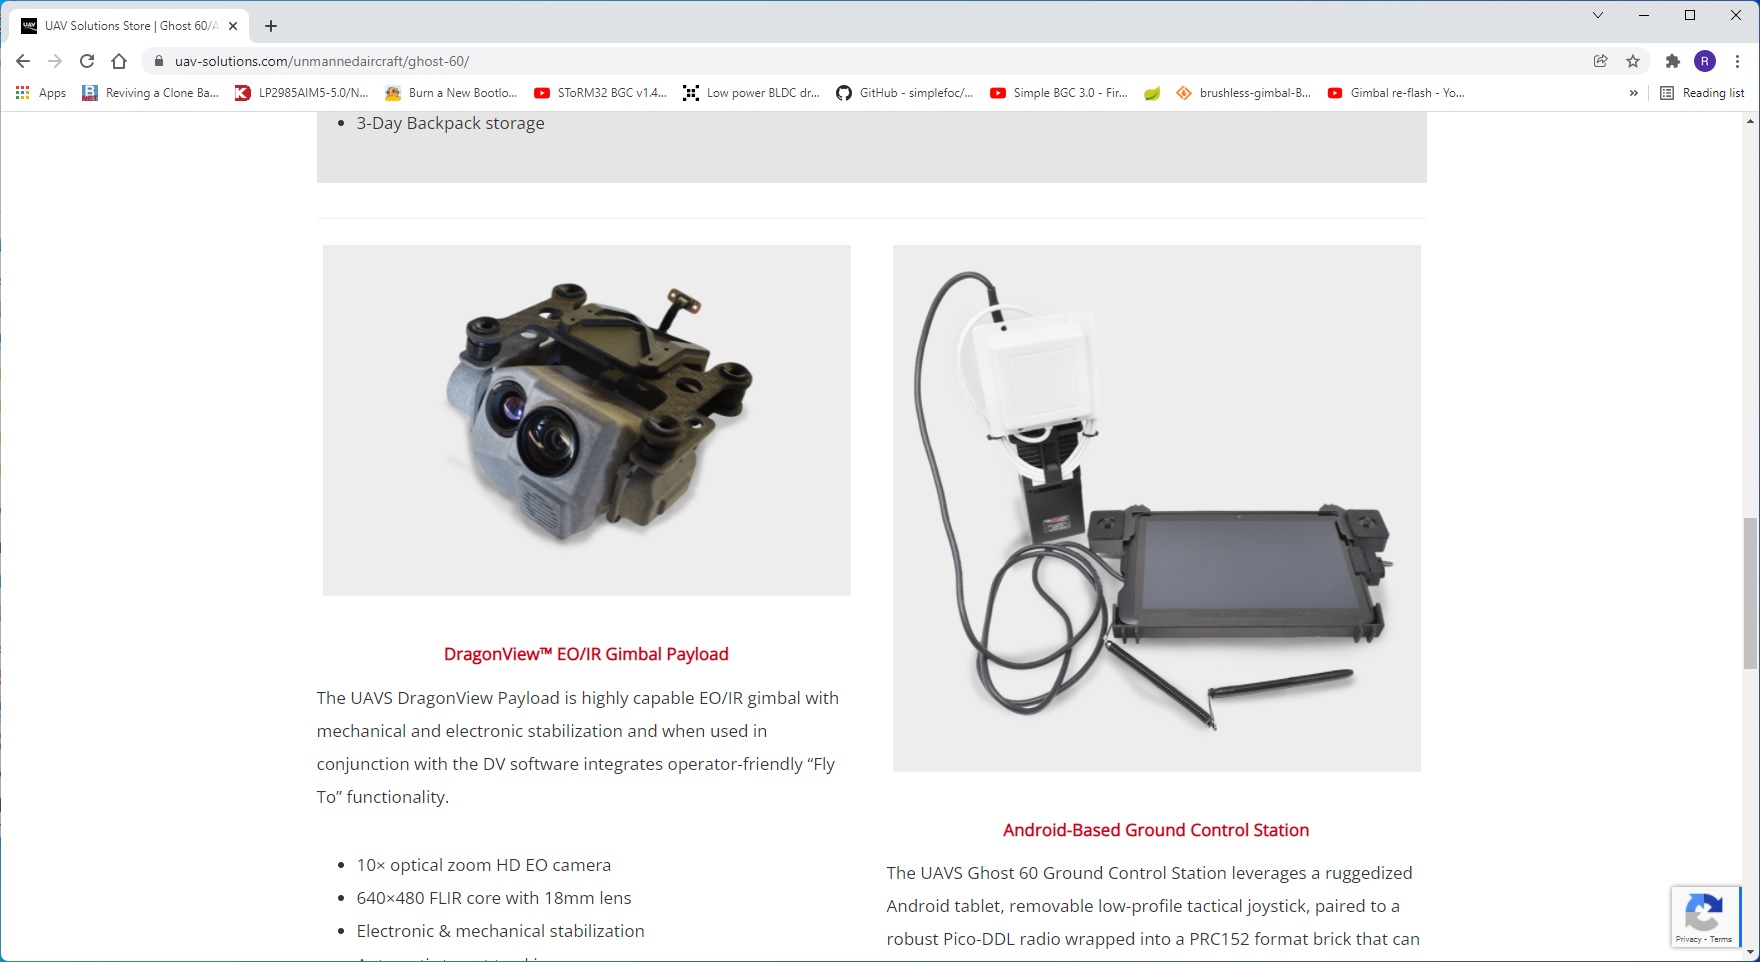 UAV Solutions Store | Ghost 60/A
uav-solutions.com/unmannedaircraft/ghost-60/
R
Apps
Reviving a Clone Ba...
LP2985AIM5-5.0/N...
Burn a New Bootlo...
SToRM32 BGC v1.4...
Low power BLDC dr...
GitHub - simplefoc/...
Simple BGC 3.0 - Fir...
brushless-gimbal-B...
Gimbal re-flash - Yo...
»
Reading list
• 3-Day Backpack storage
DragonView™ EO/IR Gimbal Payload
The UAVS DragonView Payload is highly capable EO/IR gimbal with
mechanical and electronic stabilization and when used in
conjunction with the DV software integrates operator-friendly “Fly
To” functionality.
• 10× optical zoom HD EO camera
• 640×480 FLIR core with 18mm lens
• Electronic & mechanical stabilization
Android-Based Ground Control Station
The UAVS Ghost 60 Ground Control Station leverages a ruggedized
Android tablet, removable low-profile tactical joystick, paired to a
robust Pico-DDL radio wrapped into a PRC152 format brick that can
Privacy - Terms